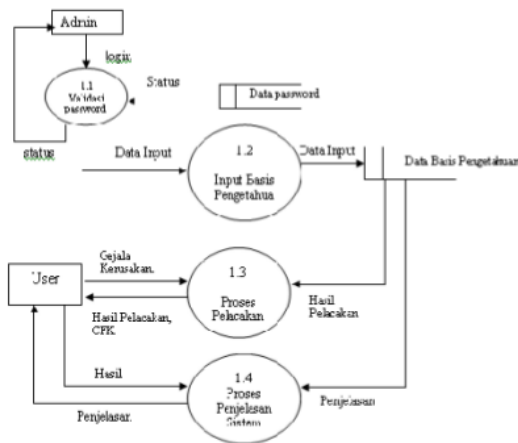 Admin
login
1.1
Validasi
password
Status
Data password
status
Data Input
1.2
Input Basis
Pengetahua
Data Input
Data Basis Pengetahuan
Gejala
Kerusakan.
User
1.3
Proses
Pelacakan
Hasil Pelacakan,
CFK.
Hasil
Pelacakan
Hasil
1.4
Proses
Penjelesan
Sistem
Penjelasan
Penjelasar.